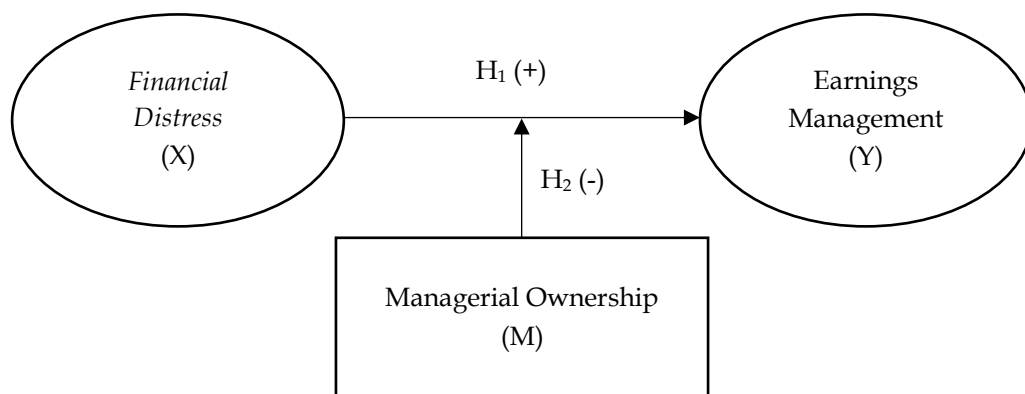 Financial
Distress
(X)
H₁ (+)
Earnings
Management
(Y)
H₂ (-)
Managerial Ownership
(M)